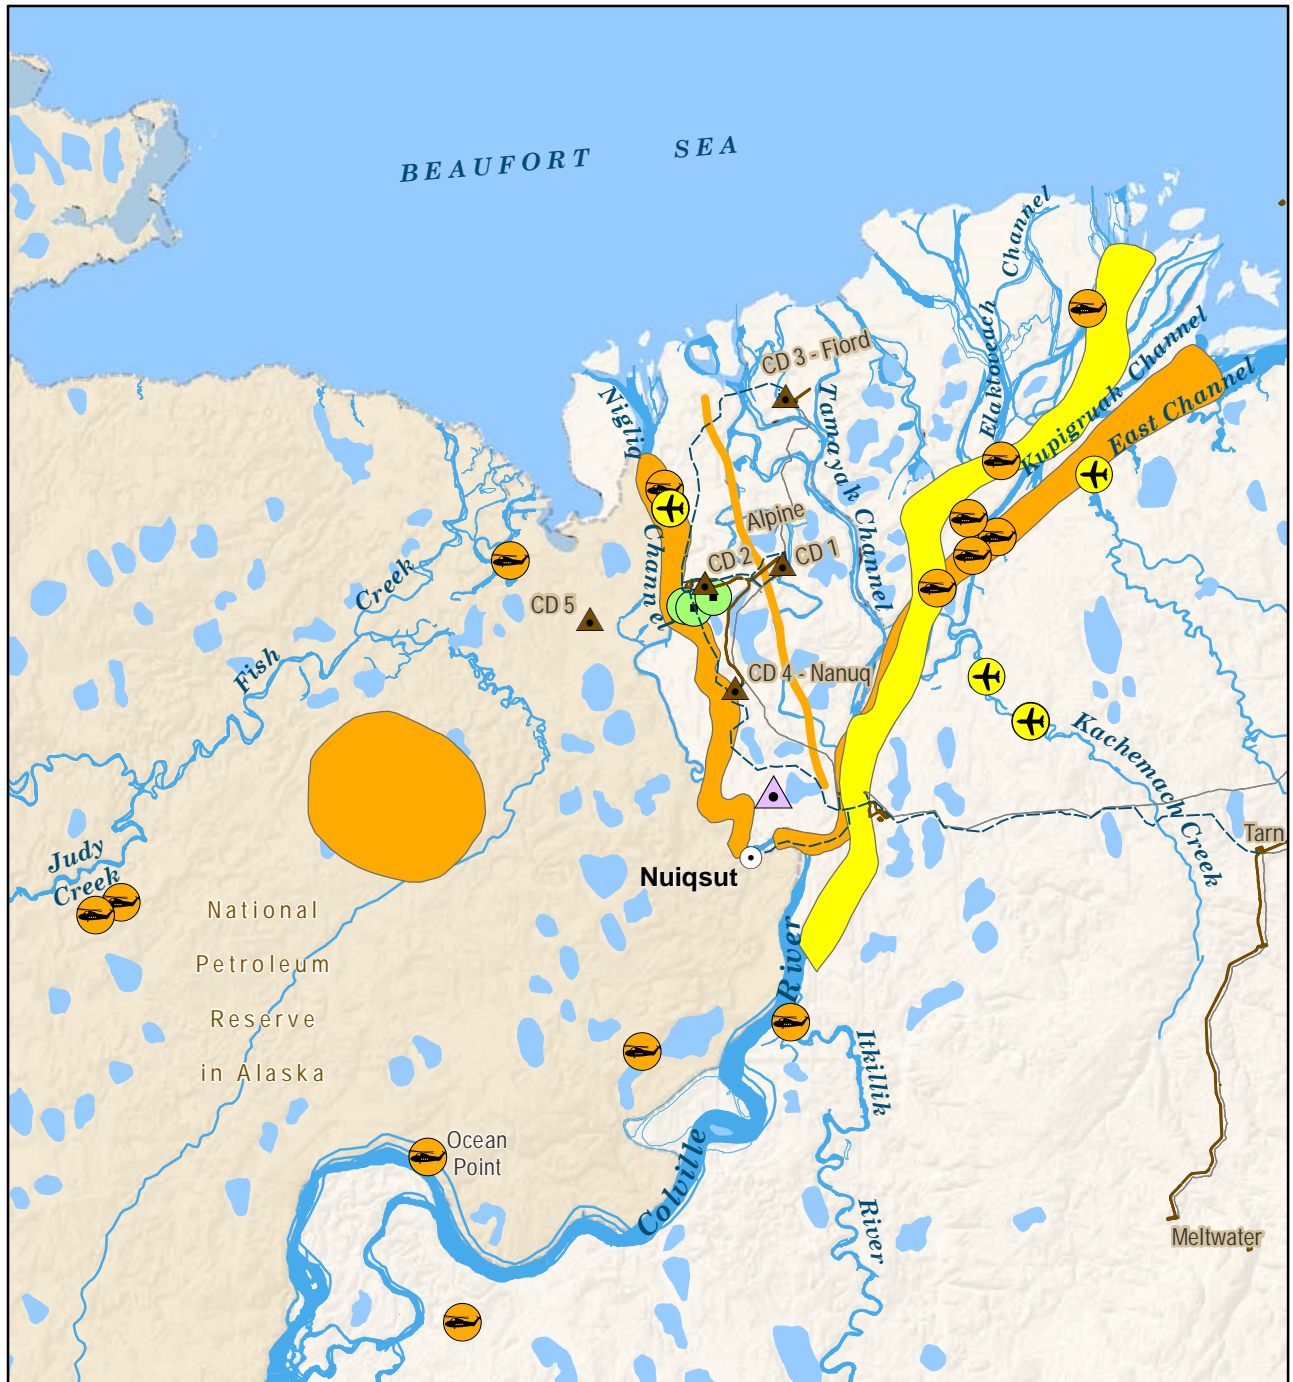 BEAUFORT SEA
Channel
Elaktoveach
Kupigruak Channel
East Channel
CD 3 - Fiord
Nigliq
Channel
Tamayak Channel
Alpine
CD 2
CD 1
CD 5
CD 4 - Nanuq
Fish
Creek
Judy
Creek
Kachemach Creek
Tarn
Nuiqsut
National
Petroleum
Reserve
in Alaska
River
Itkillik
River
Ocean
Point
Colville
Meltwater